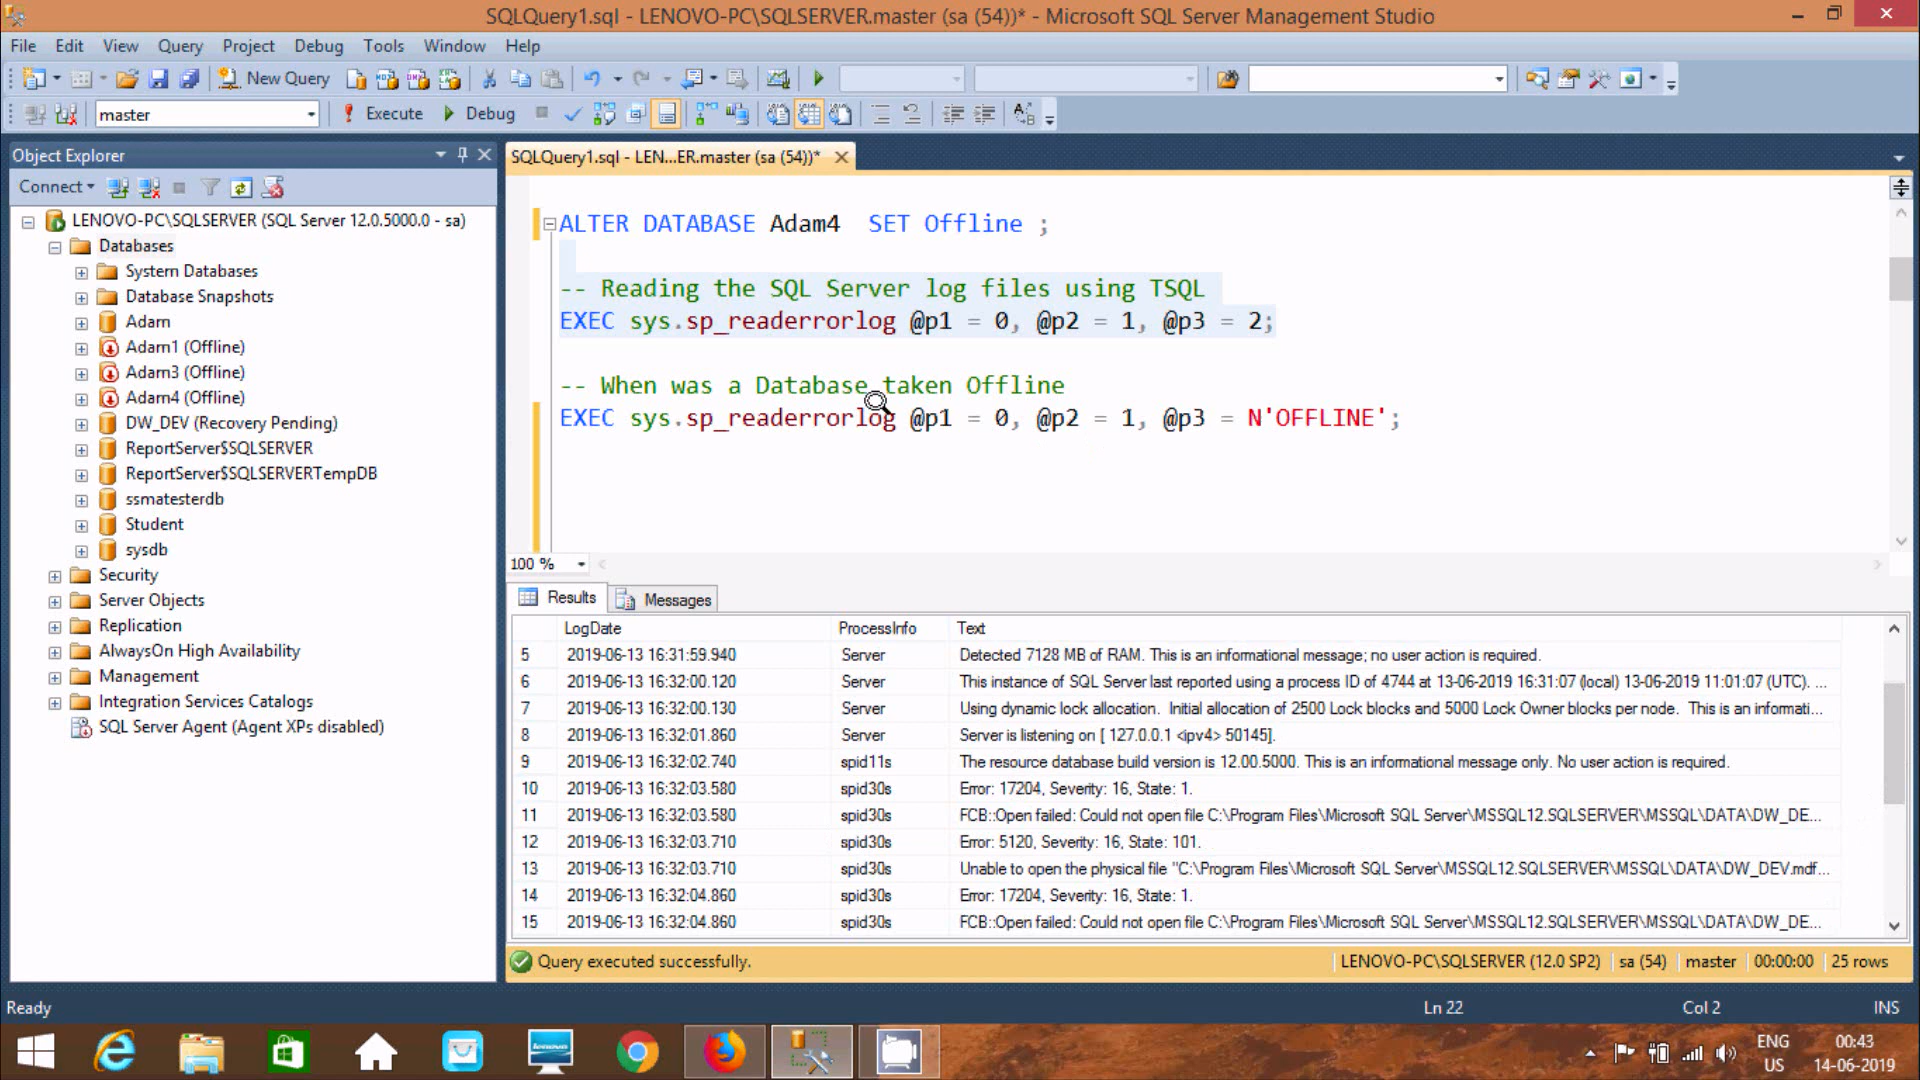 SQLQuery1.sql - LENOVO-PC\SQLSERVER.master (sa (54))* - Microsoft SQL Server Management Studio
File Edit View Query Project Debug Tools Window Help
New Query
master Execute Debug
Object Explorer
Connect
LENOVO-PC\SQLSERVER (SQL Server 12.0.5000.0 - sa)
Databases
System Databases
Database Snapshots
Adam
Adam1 (Offline)
Adam3 (Offline)
Adam4 (Offline)
DW_DEV (Recovery Pending)
ReportServer$SQLSERVER
ReportServer$SQLSERVERTempDB
ssmatesterdb
Student
sysdb
Security
Server Objects
Replication
AlwaysOn High Availability
Management
Integration Services Catalogs
SQL Server Agent (Agent XPs disabled)
SQLQuery1.sql - LEN...ER.master (sa (54))*
ALTER DATABASE Adam4 SET Offline ;
-- Reading the SQL Server log files using TSQL
EXEC sys.sp_readerrorlog @p1 = 0, @p2 = 1, @p3 = 2;
-- When was a Database taken Offline
EXEC sys.sp_readerrorlog @p1 = 0, @p2 = 1, @p3 = N'OFFLINE';
100 %
Results Messages
LogDate ProcessInfo Text
5 2019-06-13 16:31:59.940 Server Detected 7128 MB of RAM. This is an informational message; no user action is required.
6 2019-06-13 16:32:00.120 Server This instance of SQL Server last reported using a process ID of 4744 at 13-06-2019 16:31:07 (local) 13-06-2019 11:01:07 (UTC). ...
7 2019-06-13 16:32:00.130 Server Using dynamic lock allocation. Initial allocation of 2500 Lock blocks and 5000 Lock Owner blocks per node. This is an informati...
8 2019-06-13 16:32:01.860 Server Server is listening on [ 127.0.0.1 <ipv4> 50145].
9 2019-06-13 16:32:02.740 spid11s The resource database build version is 12.00.5000. This is an informational message only. No user action is required.
10 2019-06-13 16:32:03.580 spid30s Error: 17204, Severity: 16, State: 1.
11 2019-06-13 16:32:03.580 spid30s FCB::Open failed: Could not open file C:\Program Files\Microsoft SQL Server\MSSQL12.SQLSERVER\MSSQL\DATA\DW_DE...
12 2019-06-13 16:32:03.710 spid30s Error: 5120, Severity: 16, State: 101.
13 2019-06-13 16:32:03.710 spid30s Unable to open the physical file "C:\Program Files\Microsoft SQL Server\MSSQL12.SQLSERVER\MSSQL\DATA\DW_DEV.mdf...
14 2019-06-13 16:32:04.860 spid30s Error: 17204, Severity: 16, State: 1.
15 2019-06-13 16:32:04.860 spid30s FCB::Open failed: Could not open file C:\Program Files\Microsoft SQL Server\MSSQL12.SQLSERVER\MSSQL\DATA\DW_DE...
Query executed successfully. LENOVO-PC\SQLSERVER (12.0 SP2) sa (54) master 00:00:00 25 rows
Ready Ln 22 Col 2 INS
ENG 00:43
US 14-06-2019